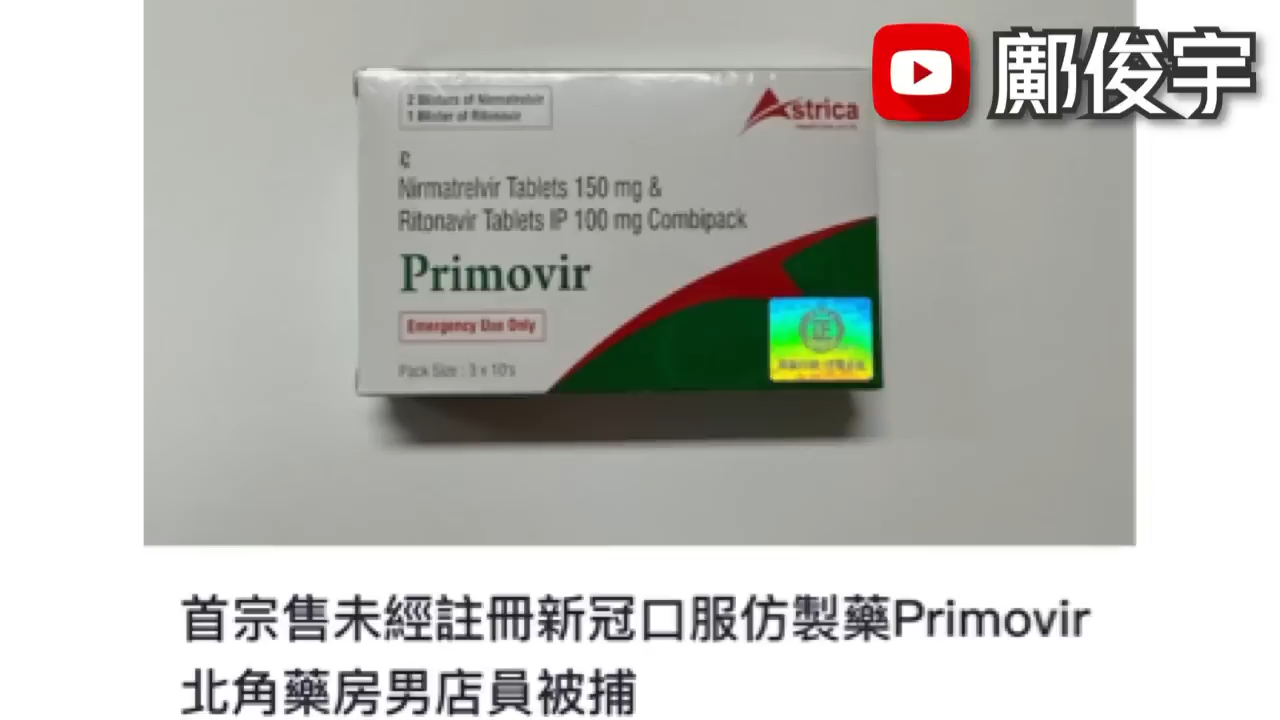 鄺俊宇
2 Blisters of Nirmatrelvir
1 Blister of Ritonavir
Astrica
Nirmatrelvir Tablets 150 mg &
Ritonavir Tablets IP 100 mg Combipack
Primovir
Emergency Use Only
Pack Size : 3 x 10's
正
首宗售未經註冊新冠口服仿製藥Primovir
北角藥房男店員被捕